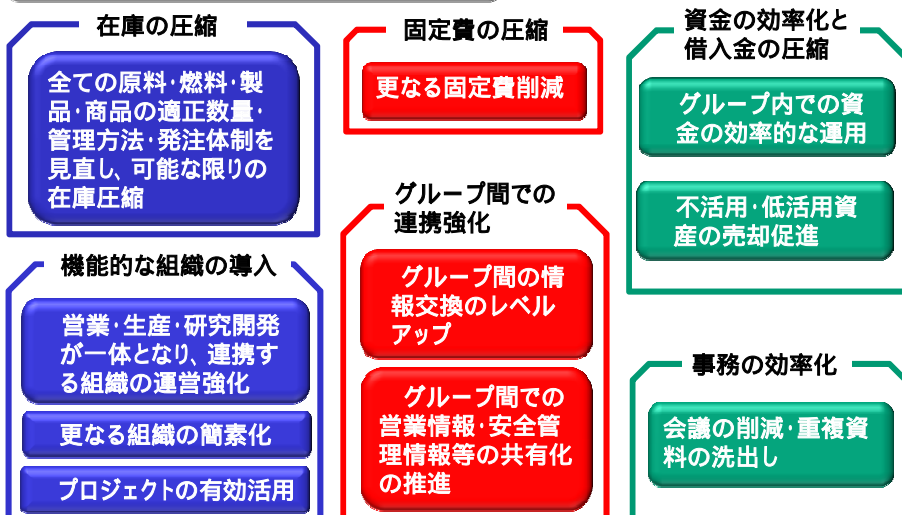 在庫の圧縮
全ての原料・燃料・製
品・商品の適正数量・
管理方法・発注体制を
見直し、可能な限りの
在庫圧縮
機能的な組織の導入
営業・生産・研究開発
が一体となり、連携す
る組織の運営強化
更なる組織の簡素化
プロジェクトの有効活用
固定費の圧縮
更なる固定費削減
グループ間での
連携強化
グループ間の情
報交換のレベル
アップ
グループ間での
営業情報・安全管
理情報等の共有化
の推進
資金の効率化と
借入金の圧縮
グループ内での資
金の効率的な運用
不活用・低活用資
産の売却促進
事務の効率化
会議の削減・重複資
料の洗出し